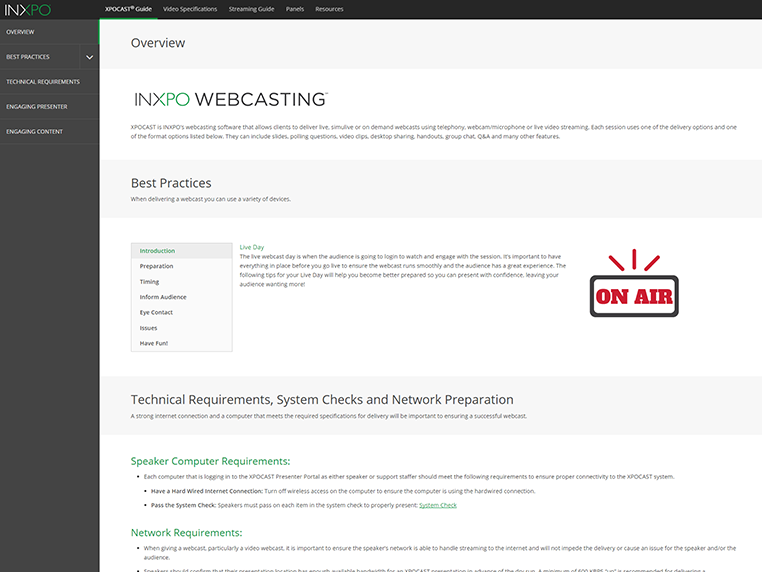 INXPO
XPOCAST® Guide
Video Specifications
Streaming Guide
Panels
Resources
OVERVIEW
BEST PRACTICES
TECHNICAL REQUIREMENTS
ENGAGING PRESENTER
ENGAGING CONTENT
Overview
INXPO WEBCASTING™
XPOCAST is INXPO's webcasting software that allows clients to deliver live, simulive or on demand webcasts using telephony, webcam/microphone or live video streaming. Each session uses one of the delivery options and one
of the format options listed below. They can include slides, polling questions, video clips, desktop sharing, handouts, group chat, Q&A and many other features.
Best Practices
When delivering a webcast you can use a variety of devices.
Introduction
Preparation
Timing
Inform Audience
Eye Contact
Issues
Have Fun!
Live Day
The live webcast day is when the audience is going to login to watch and engage with the session. It's important to have
everything in place before you go live to ensure the webcast runs smoothly and the audience has a great experience. The
following tips for your Live Day will help you become better prepared so you can present with confidence, leaving your
audience wanting more!
ON AIR
Technical Requirements, System Checks and Network Preparation
A strong internet connection and a computer that meets the required specifications for delivery will be important to ensuring a successful webcast.
Speaker Computer Requirements:
• Each computer that is logging in to the XPOCAST Presenter Portal as either speaker or support staffer should meet the following requirements to ensure proper connectivity to the XPOCAST system.
• Have a Hard Wired Internet Connection: Turn off wireless access on the computer to ensure the computer is using the hardwired connection.
• Pass the System Check: Speakers must pass on each item in the system check to properly present: System Check
Network Requirements:
• When giving a webcast, particularly a video webcast, it is important to ensure the speaker's network is able to handle streaming to the internet and will not impede the delivery or cause an issue for the speaker and/or the
audience.
• Speakers should confirm that their presentation location has enough available bandwidth for an XPOCAST presentation in advance of the dry run. A minimum of 600 KBPS "up" is recommended for delivering a